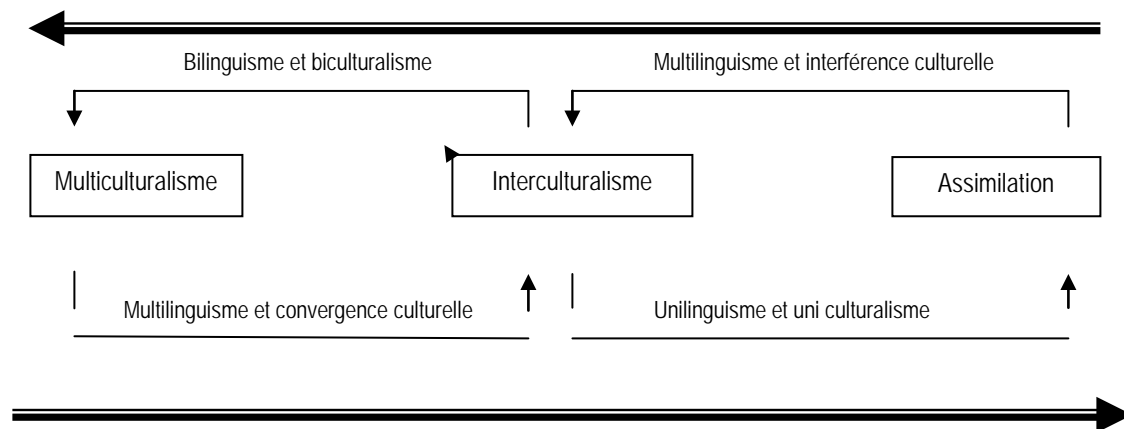 Bilinguisme et biculturalisme
Multilinguisme et interférence culturelle
Multiculturalisme
Interculturalisme
Assimilation
Multilinguisme et convergence culturelle
Unilinguisme et uni culturalisme